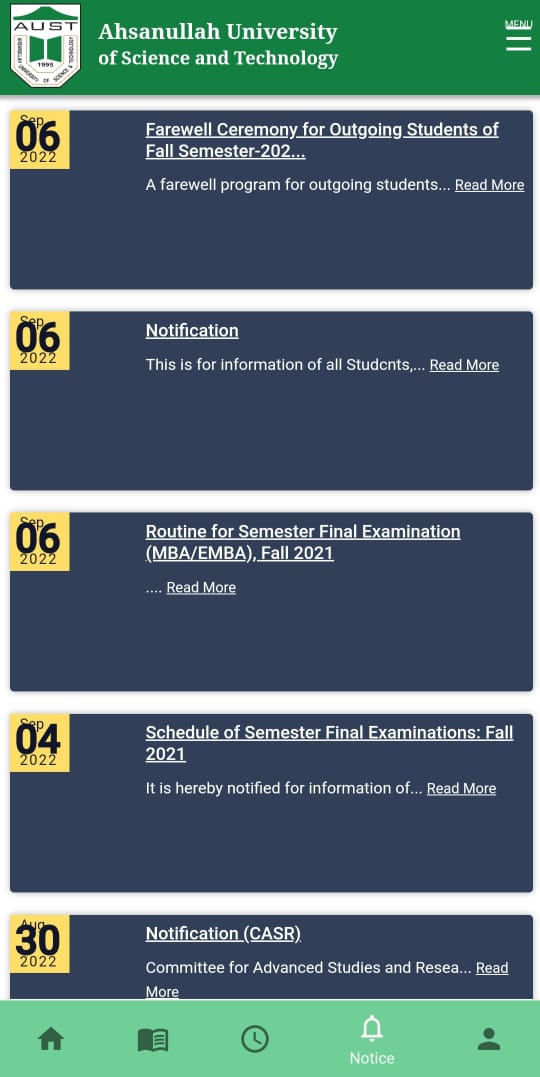 AUST
1995
UNIVERSITY OF SCIENCE & TECHNOLOGY
Ahsanullah University
of Science and Technology
MENU
Sep
06
2022
Farewell Ceremony for Outgoing Students of
Fall Semester-202...
A farewell program for outgoing students... Read More
Sep
06
2022
Notification
This is for information of all Studcnts,... Read More
Sep
06
2022
Routine for Semester Final Examination
(MBA/EMBA), Fall 2021
.... Read More
Sep
04
2022
Schedule of Semester Final Examinations: Fall
2021
It is hereby notified for information of... Read More
Aug
30
2022
Notification (CASR)
Committee for Advanced Studies and Resea... Read
More
Notice